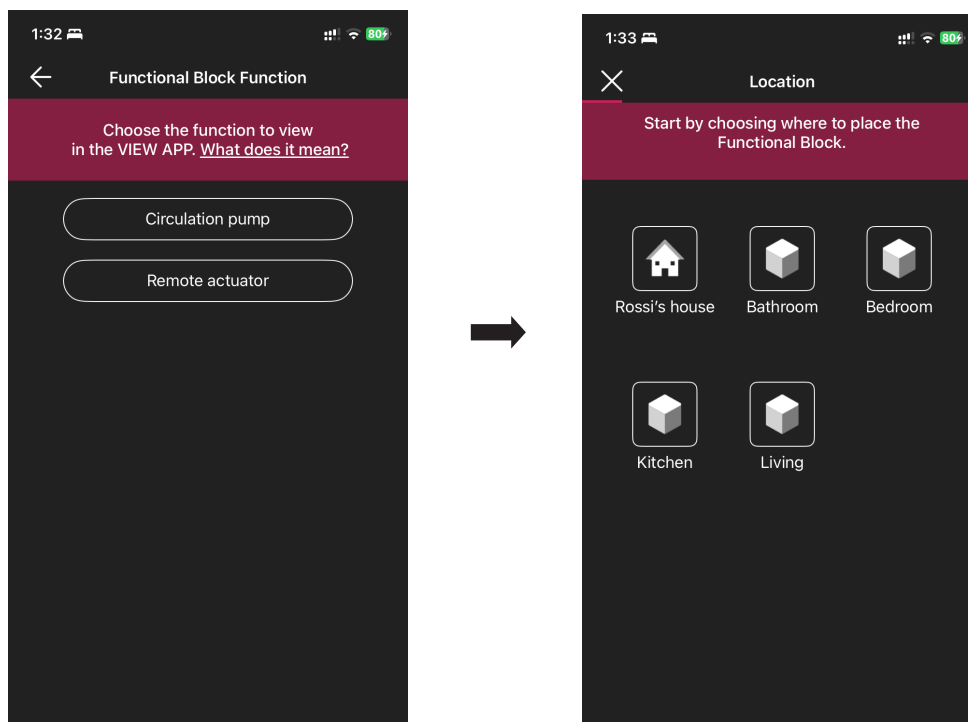 1:32
80
Functional Block Function
Choose the function to view
in the VIEW APP. What does it mean?
Circulation pump
Remote actuator
1:33
80
Location
Start by choosing where to place the
Functional Block.
Rossi's house
Bathroom
Bedroom
Kitchen
Living